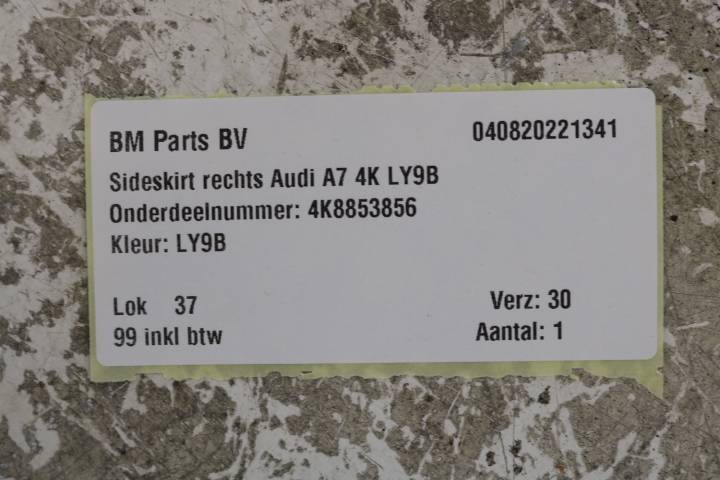 BM Parts BV 040820221341
Sideskirt rechts Audi A7 4K LY9B
Onderdeelnummer: 4K8853856
Kleur: LY9B
Lok 37 Verz: 30
99 inkl btw Aantal: 1